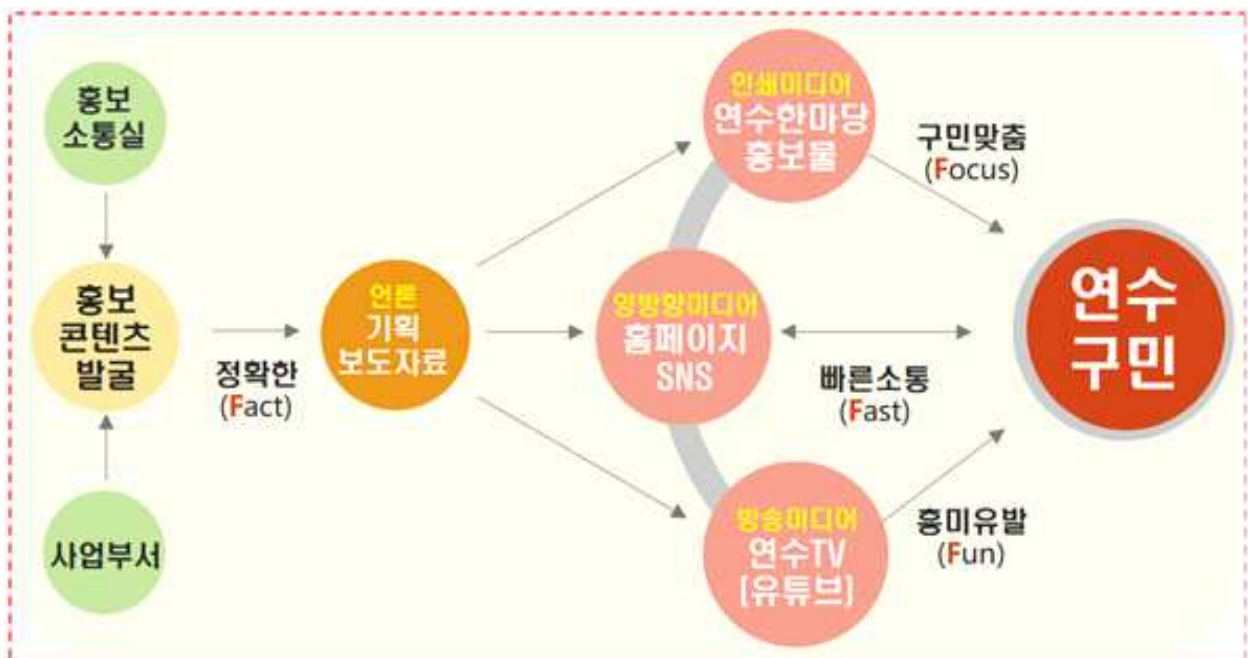 홍보
소통실
홍보
콘텐츠
발굴
사업부서
정확한
(Fact)
언론
기획
보도자료
인쇄미디어
연수한마당
홍보물
양방향미디어
홈페이지
SNS
방송미디어
연수TV
[유튜브]
구민맞춤
(Focus)
빠른소통
(Fast)
흥미유발
(Fun)
연수
구민